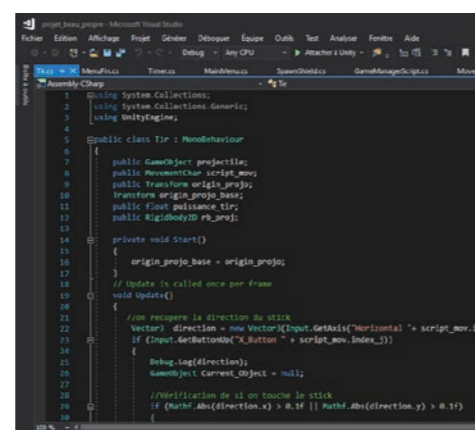 projet_beau_propre - Microsoft Visual Studio
Fichier Edition Affichage Projet Générer Déboguer Équipe Outils Test Analyser Fenêtre Aide
Debug Any CPU Attacher à Unity
Tir.cs MenuFin.cs Timer.cs MainMenu.cs SpawnShield.cs GameManagerScript.cs Move
Assembly-CSharp Tir
1 using System.Collections;
2 using System.Collections.Generic;
3 using UnityEngine;
4
5 public class Tir : MonoBehaviour
6 {
7 public GameObject projectile;
8 public MovementChar script_mov;
9 public Transform origin_projo;
10 Transform origin_projo_base;
11 public float puissance_tir;
12 public Rigidbody2D rb_proj;
13
14 private void Start()
15 {
16 origin_projo_base = origin_projo;
17 }
18 // Update is called once per frame
19 void Update()
20 {
21 //on recupere la direction du stick
22 Vector3 direction = new Vector3(Input.GetAxis("Horizontal "+ script_mov.i
23 if (Input.GetButtonUp("X_Button " + script_mov.index_j))
24 {
25 Debug.Log(direction);
26 GameObject Current_Object = null;
27
28 //Vérification de si on touche le stick
29 if (Mathf.Abs(direction.x) > 0.1f || Mathf.Abs(direction.y) > 0.1f)
30 {